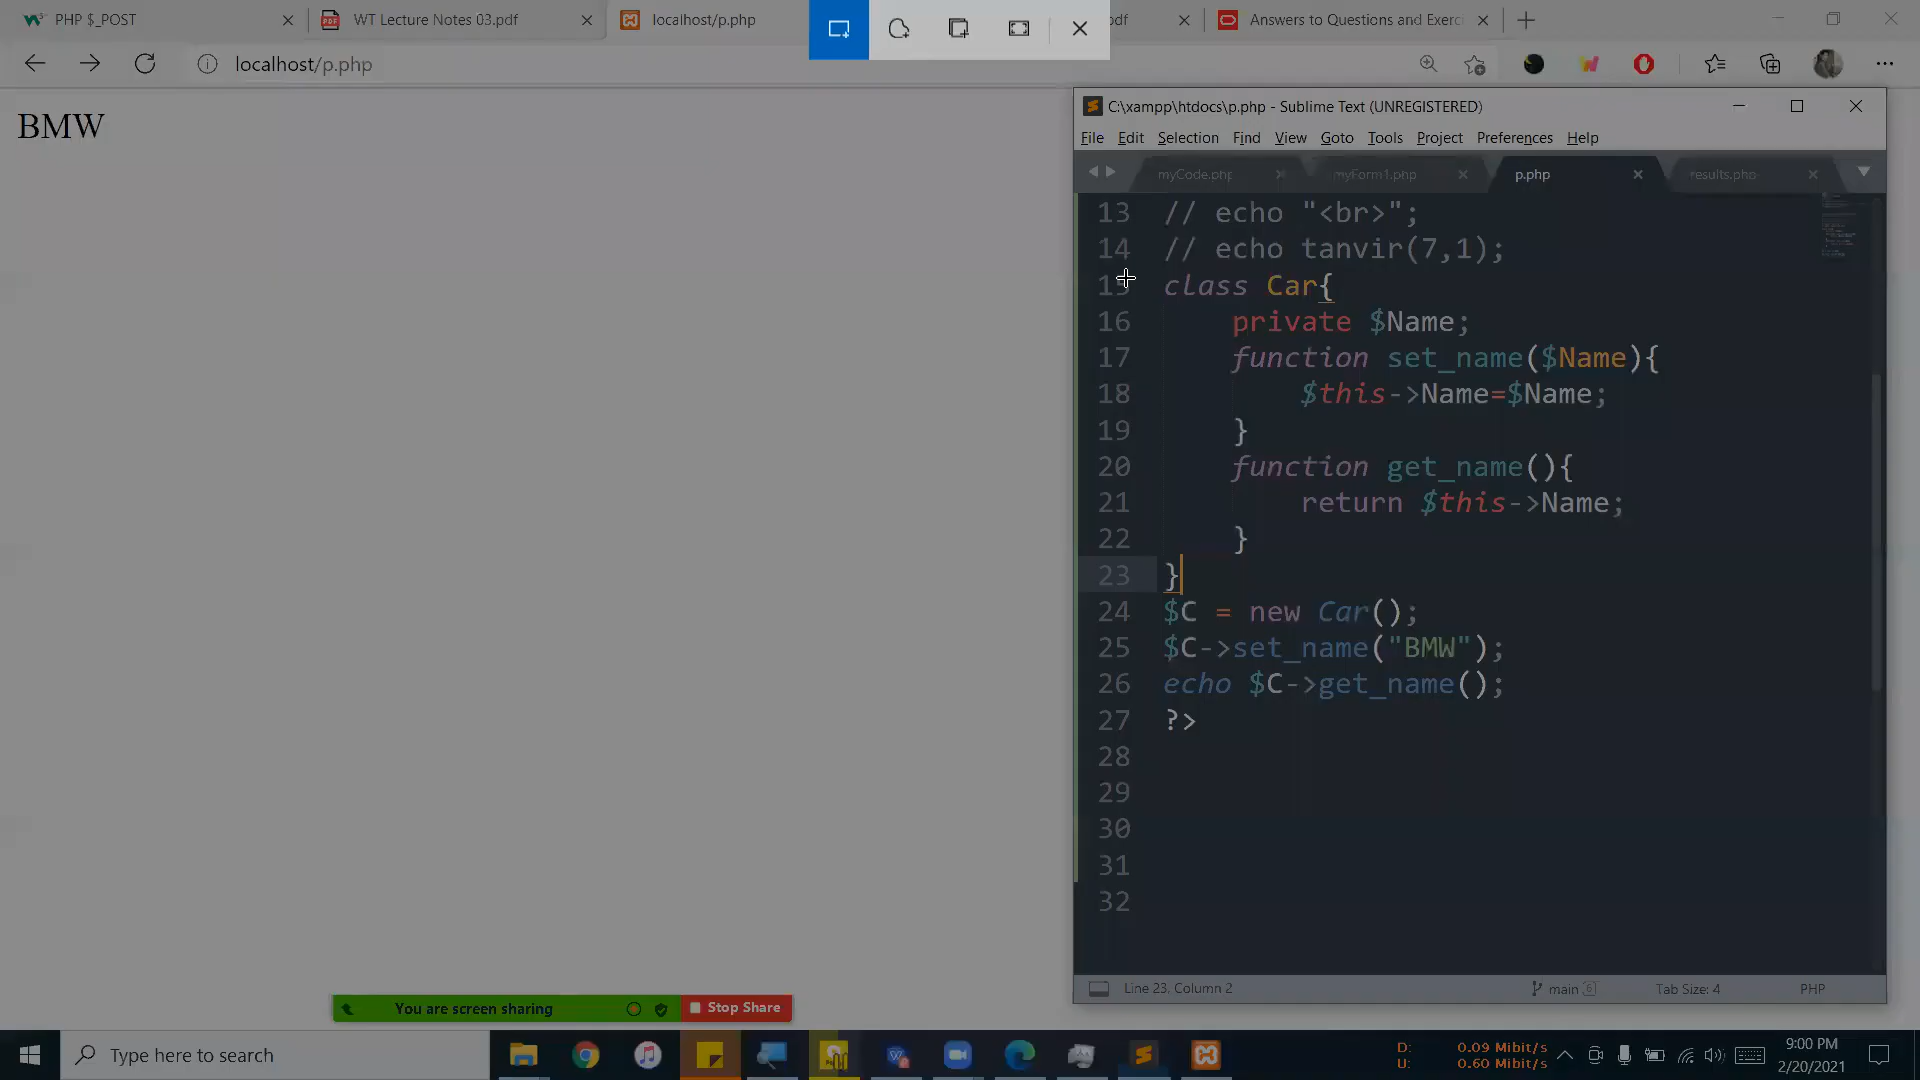 PHP $_POST
WT Lecture Notes 03.pdf
localhost/p.php
Answers to Questions and Exerc
localhost/p.php
BMW
C:\xampp\htdocs\p.php - Sublime Text (UNREGISTERED)
File Edit Selection Find View Goto Tools Project Preferences Help
myCode.php
myForm1.php
p.php
results.php
13 // echo "<br>";
14 // echo tanvir(7,1);
15 class Car{
16 private $Name;
17 function set_name($Name){
18 $this->Name=$Name;
19 }
20 function get_name(){
21 return $this->Name;
22 }
23 }
24 $C = new Car();
25 $C->set_name("BMW");
26 echo $C->get_name();
27 ?>
28
29
30
31
32
Line 23, Column 2
main 6
Tab Size: 4
PHP
You are screen sharing
Stop Share
Type here to search
D: 0.09 Mibit/s
U: 0.60 Mibit/s
9:00 PM
2/20/2021